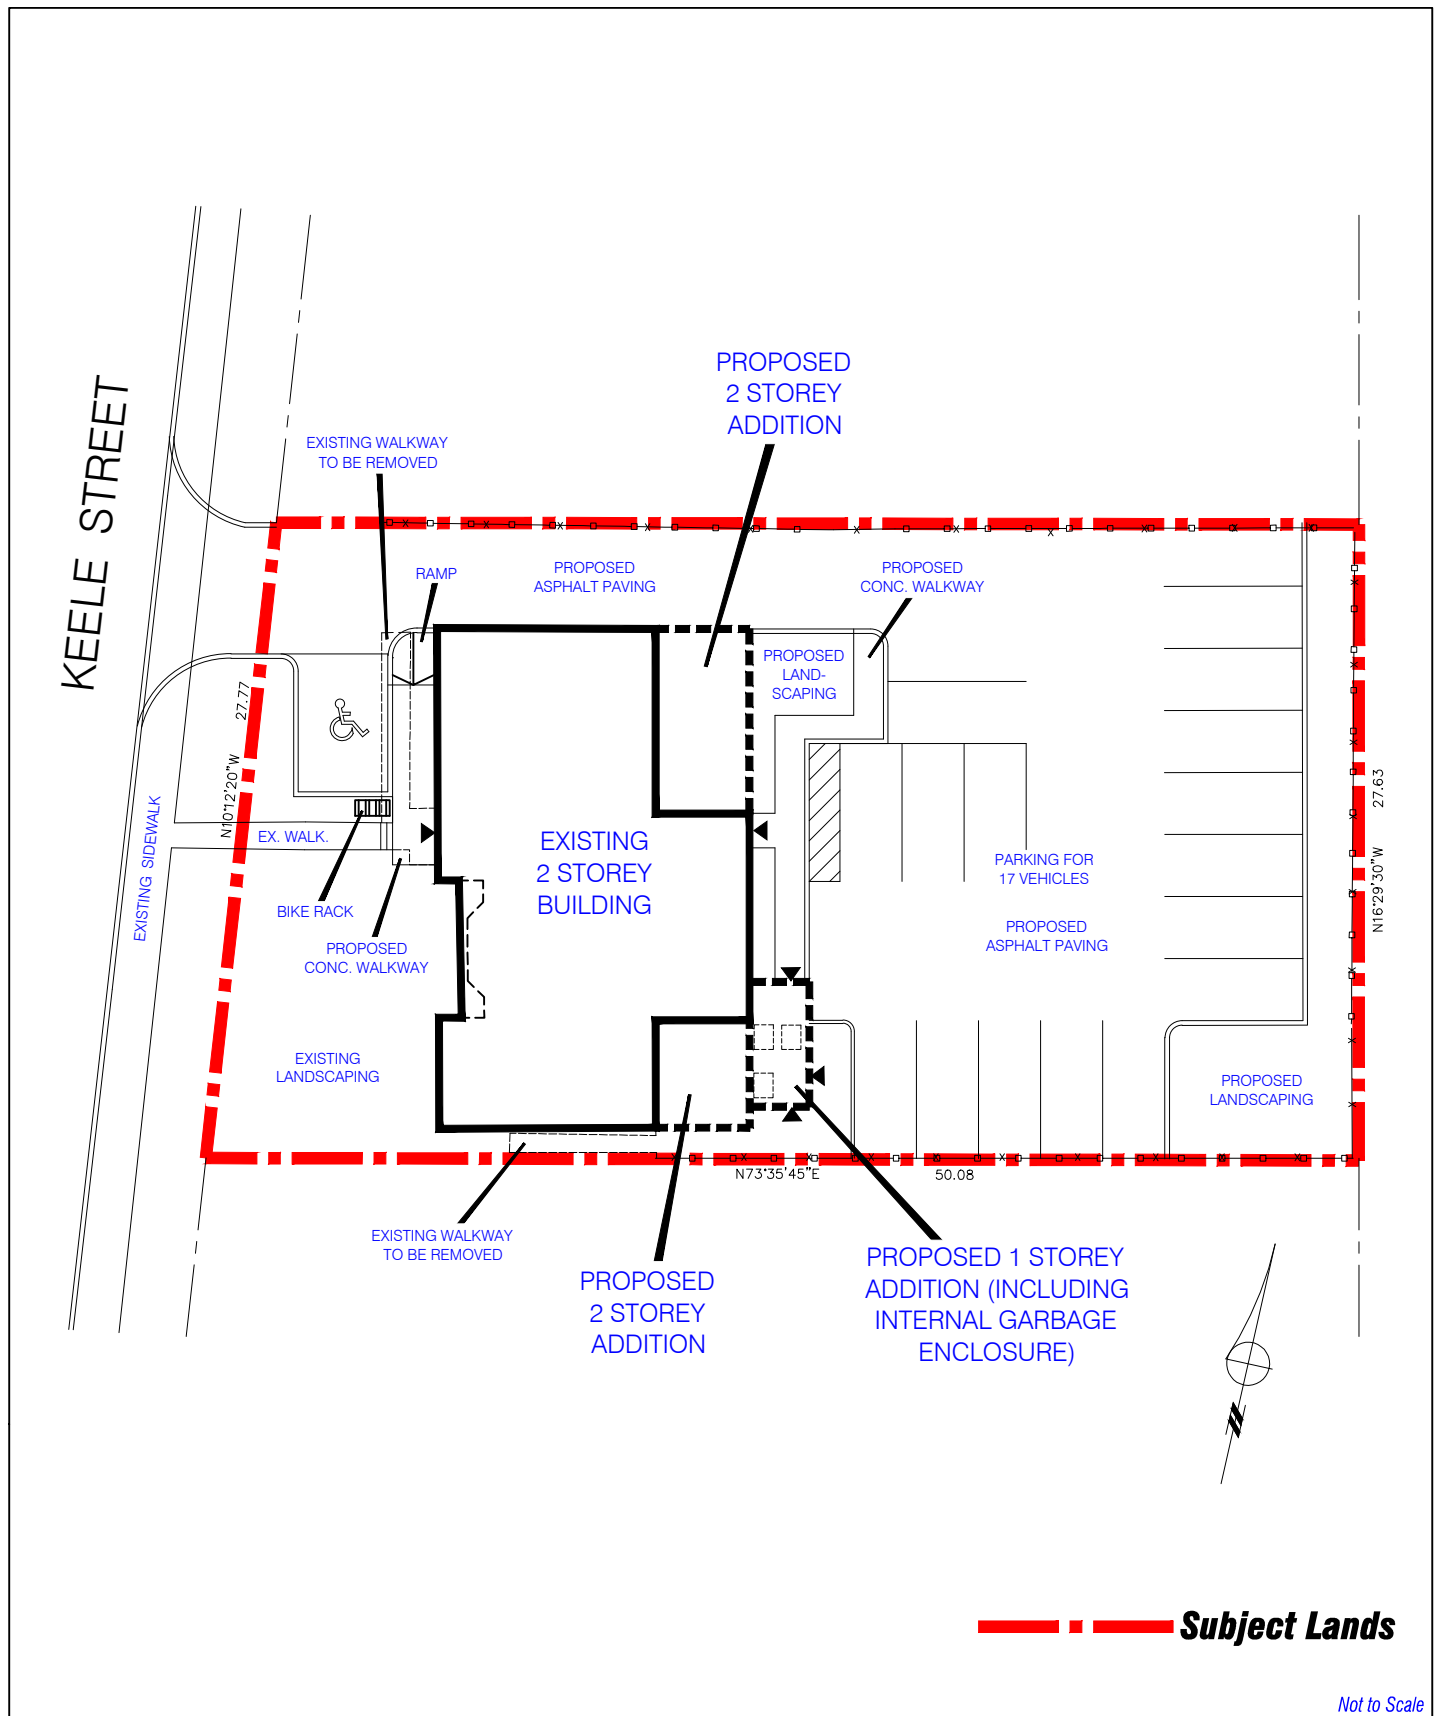 KEELE STREET
PROPOSED
2 STOREY
ADDITION
EXISTING WALKWAY
TO BE REMOVED
RAMP
PROPOSED
ASPHALT PAVING
PROPOSED
CONC. WALKWAY
PROPOSED
LAND-
SCAPING
27.77
N10°12'20"W
EXISTING SIDEWALK
EX. WALK.
BIKE RACK
PROPOSED
CONC. WALKWAY
EXISTING
2 STOREY
BUILDING
PARKING FOR
17 VEHICLES
PROPOSED
ASPHALT PAVING
27.63
N16°29'30"W
EXISTING
LANDSCAPING
PROPOSED
LANDSCAPING
N73°35'45"E
50.08
EXISTING WALKWAY
TO BE REMOVED
PROPOSED
2 STOREY
ADDITION
PROPOSED 1 STOREY
ADDITION (INCLUDING
INTERNAL GARBAGE
ENCLOSURE)
N
Subject Lands
Not to Scale